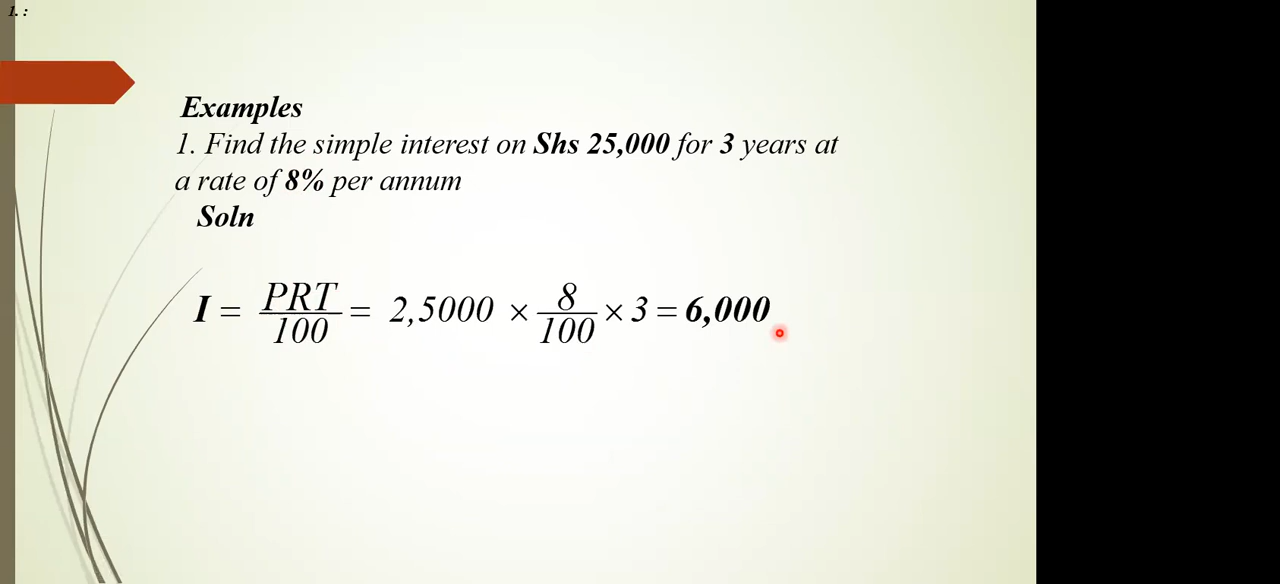 1. :
Examples
1. Find the simple interest on Shs 25,000 for 3 years at
a rate of 8% per annum
Soln
I = PRT/100 = 2,5000 × 8/100 × 3 = 6,000